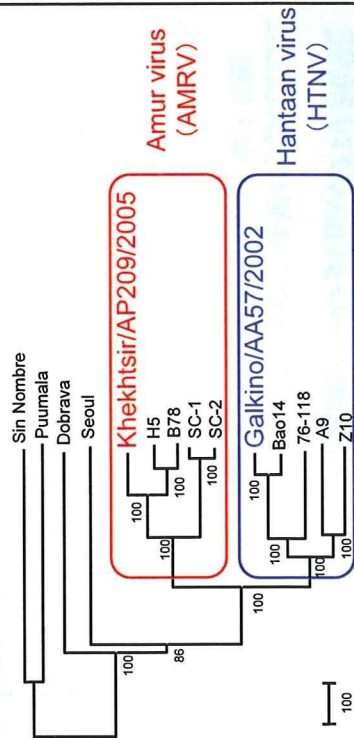 Sin Nombre
Puumala
Dobrava
Seoul
Khekhtsir/AP209/2005
H5
B78
SC-1
SC-2
Amur virus
(AMRV)
Galkino/AA57/2002
Bao14
76-118
A9
Z10
Hantaan virus
(HTNV)
100
86
100
100
100
100
100
100
100
100
100
100
100